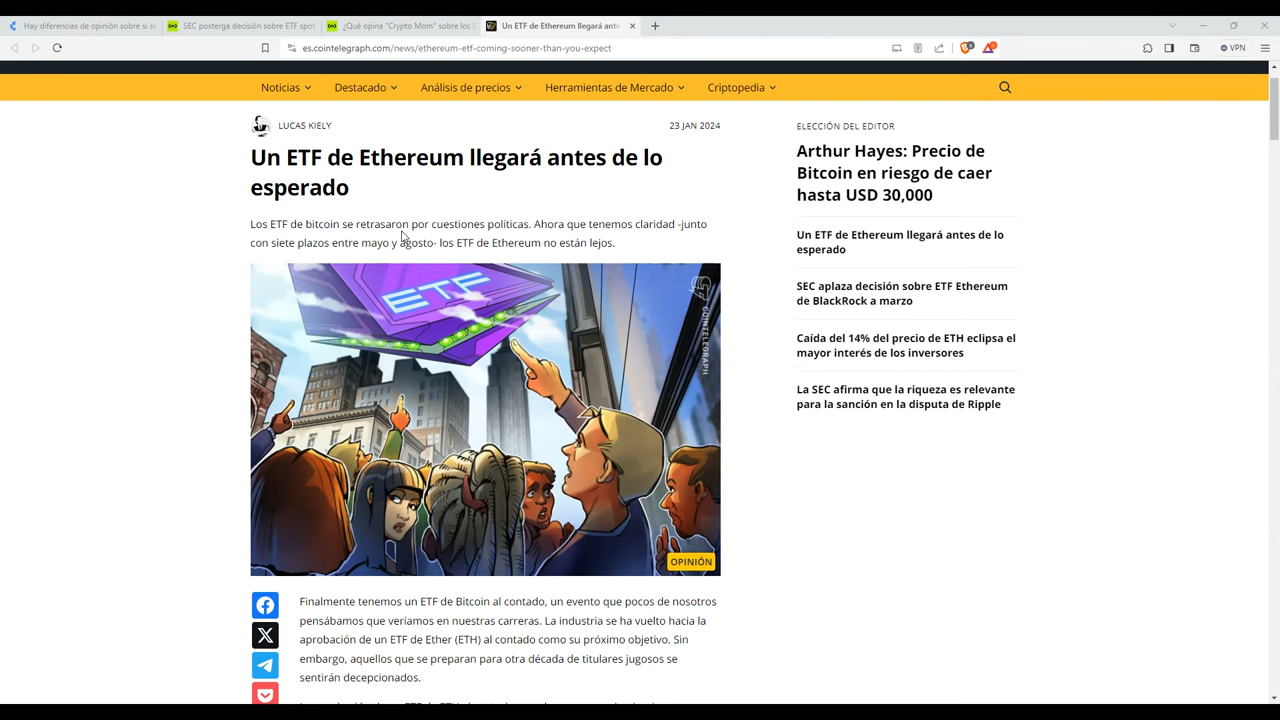 Hay diferencias de opinión sobre si se
SEC posterga decisión sobre ETF spot
¿Qué opina "Crypto Mom" sobre los
Un ETF de Ethereum llegará ante
es.cointelegraph.com/news/ethereum-etf-coming-sooner-than-you-expect
VPN
Noticias
Destacado
Análisis de precios
Herramientas de Mercado
Criptopedia
LUCAS KIELY
23 JAN 2024
Un ETF de Ethereum llegará antes de lo
esperado
Los ETF de bitcoin se retrasaron por cuestiones políticas. Ahora que tenemos claridad -junto
con siete plazos entre mayo y agosto- los ETF de Ethereum no están lejos.
ETF
COINTELEGRAPH
OPINIÓN
Finalmente tenemos un ETF de Bitcoin al contado, un evento que pocos de nosotros
pensábamos que veríamos en nuestras carreras. La industria se ha vuelto hacia la
aprobación de un ETF de Ether (ETH) al contado como su próximo objetivo. Sin
embargo, aquellos que se preparan para otra década de titulares jugosos se
sentirán decepcionados.
ELECCIÓN DEL EDITOR
Arthur Hayes: Precio de
Bitcoin en riesgo de caer
hasta USD 30,000
Un ETF de Ethereum llegará antes de lo
esperado
SEC aplaza decisión sobre ETF Ethereum
de BlackRock a marzo
Caída del 14% del precio de ETH eclipsa el
mayor interés de los inversores
La SEC afirma que la riqueza es relevante
para la sanción en la disputa de Ripple